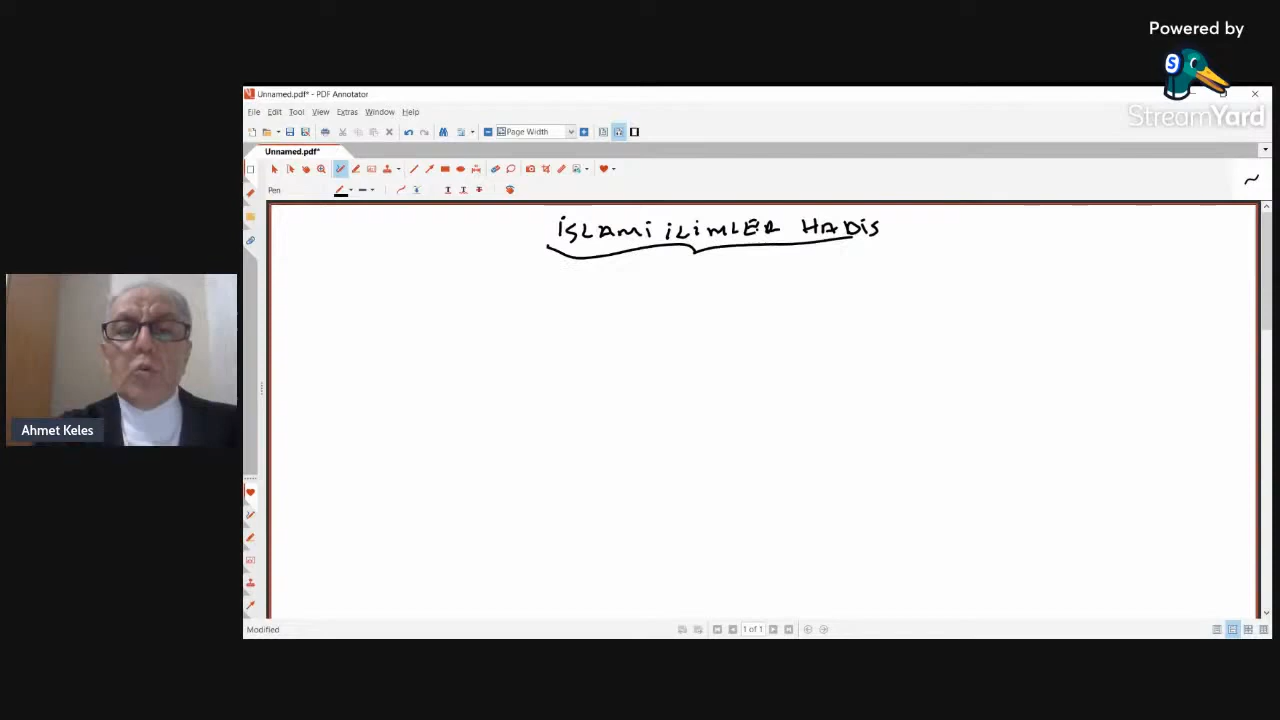 Powered by
S
StreamYard
Unnamed.pdf* - PDF Annotator
File Edit Tool View Extras Window Help
Page Width
Unnamed.pdf*
Pen
İSLAMİ İLİMLER HADİS
Ahmet Keles
Modified
1 of 1